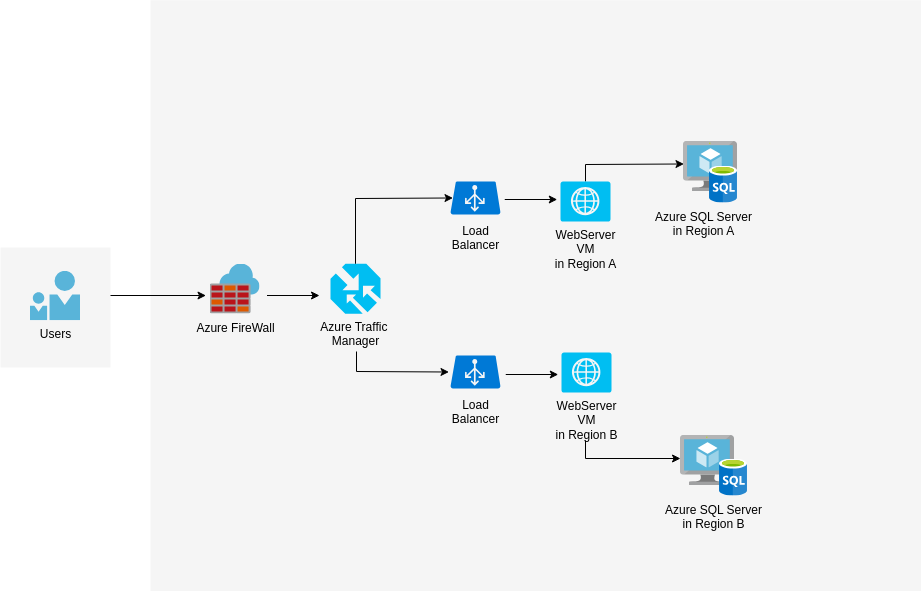 Users
Azure FireWall
Azure Traffic
Manager
Load
Balancer
WebServer
VM
in Region A
SQL
Azure SQL Server
in Region A
Load
Balancer
WebServer
VM
in Region B
SQL
Azure SQL Server
in Region B